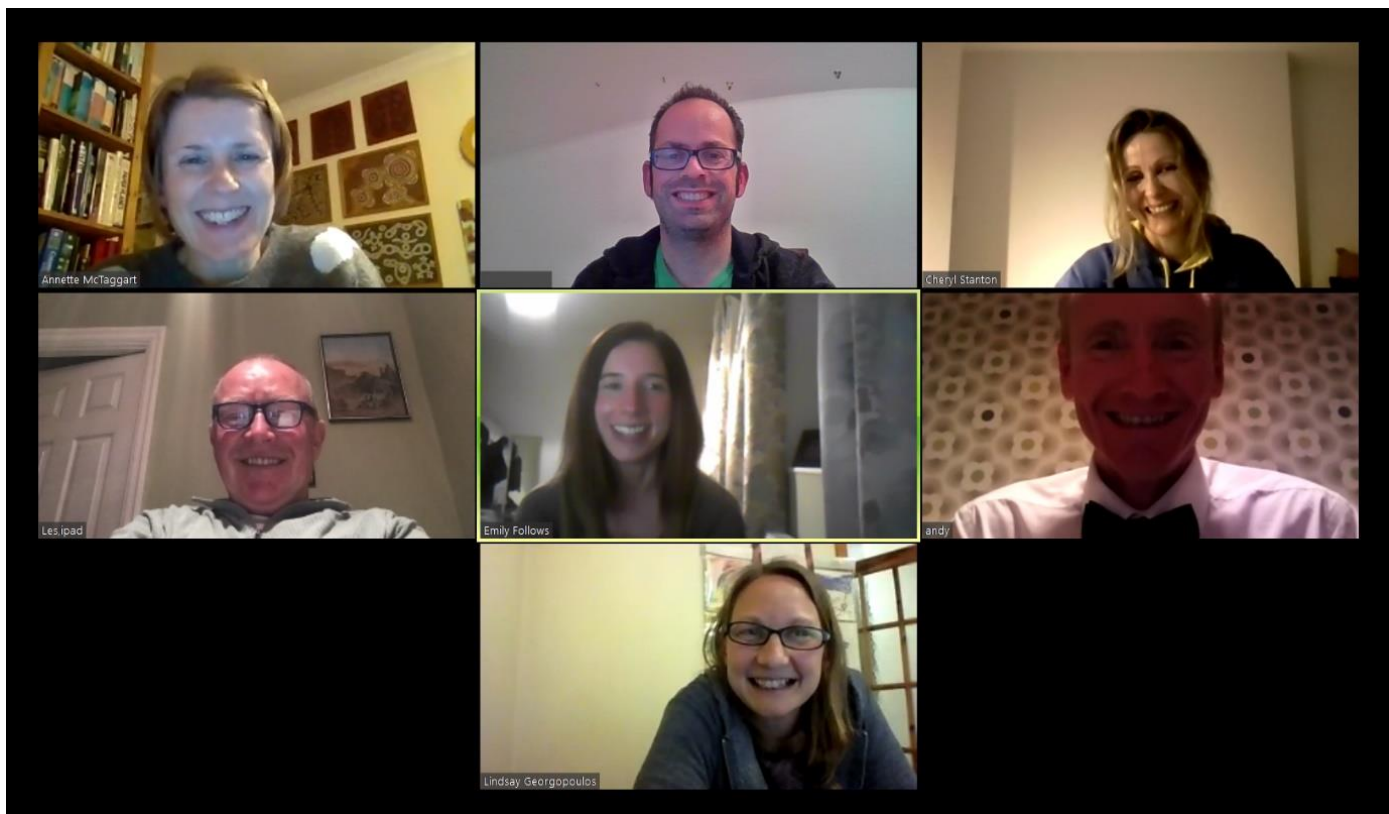 Annette McTaggart
Cheryl Stanton
Les.ipad
Emily Follows
andy
Lindsay Georgopoulos